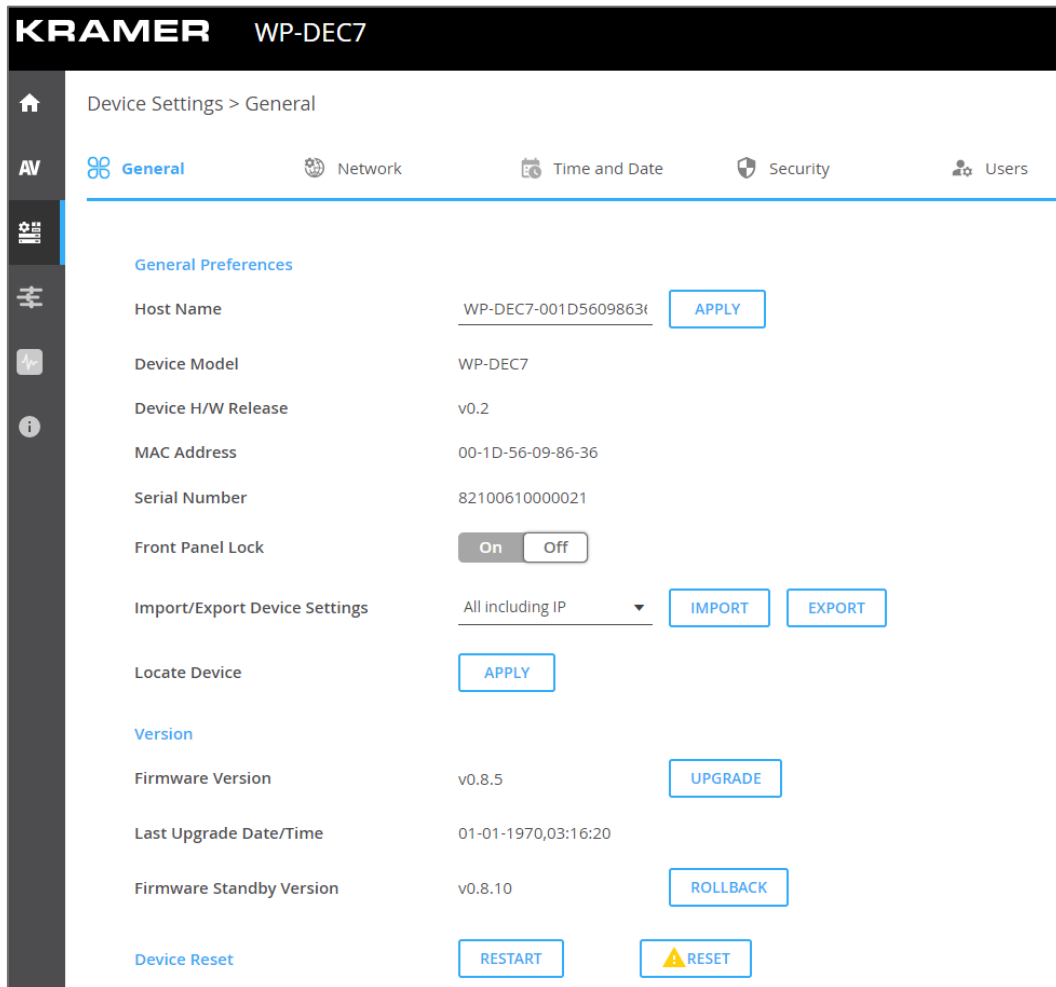 KRAMER WP-DEC7
Device Settings > General
AV
General Network Time and Date Security Users
General Preferences
Host Name WP-DEC7-001D56098636 APPLY
Device Model WP-DEC7
Device H/W Release v0.2
MAC Address 00-1D-56-09-86-36
Serial Number 82100610000021
Front Panel Lock On Off
Import/Export Device Settings All including IP IMPORT EXPORT
Locate Device APPLY
Version
Firmware Version v0.8.5 UPGRADE
Last Upgrade Date/Time 01-01-1970,03:16:20
Firmware Standby Version v0.8.10 ROLLBACK
Device Reset RESTART RESET